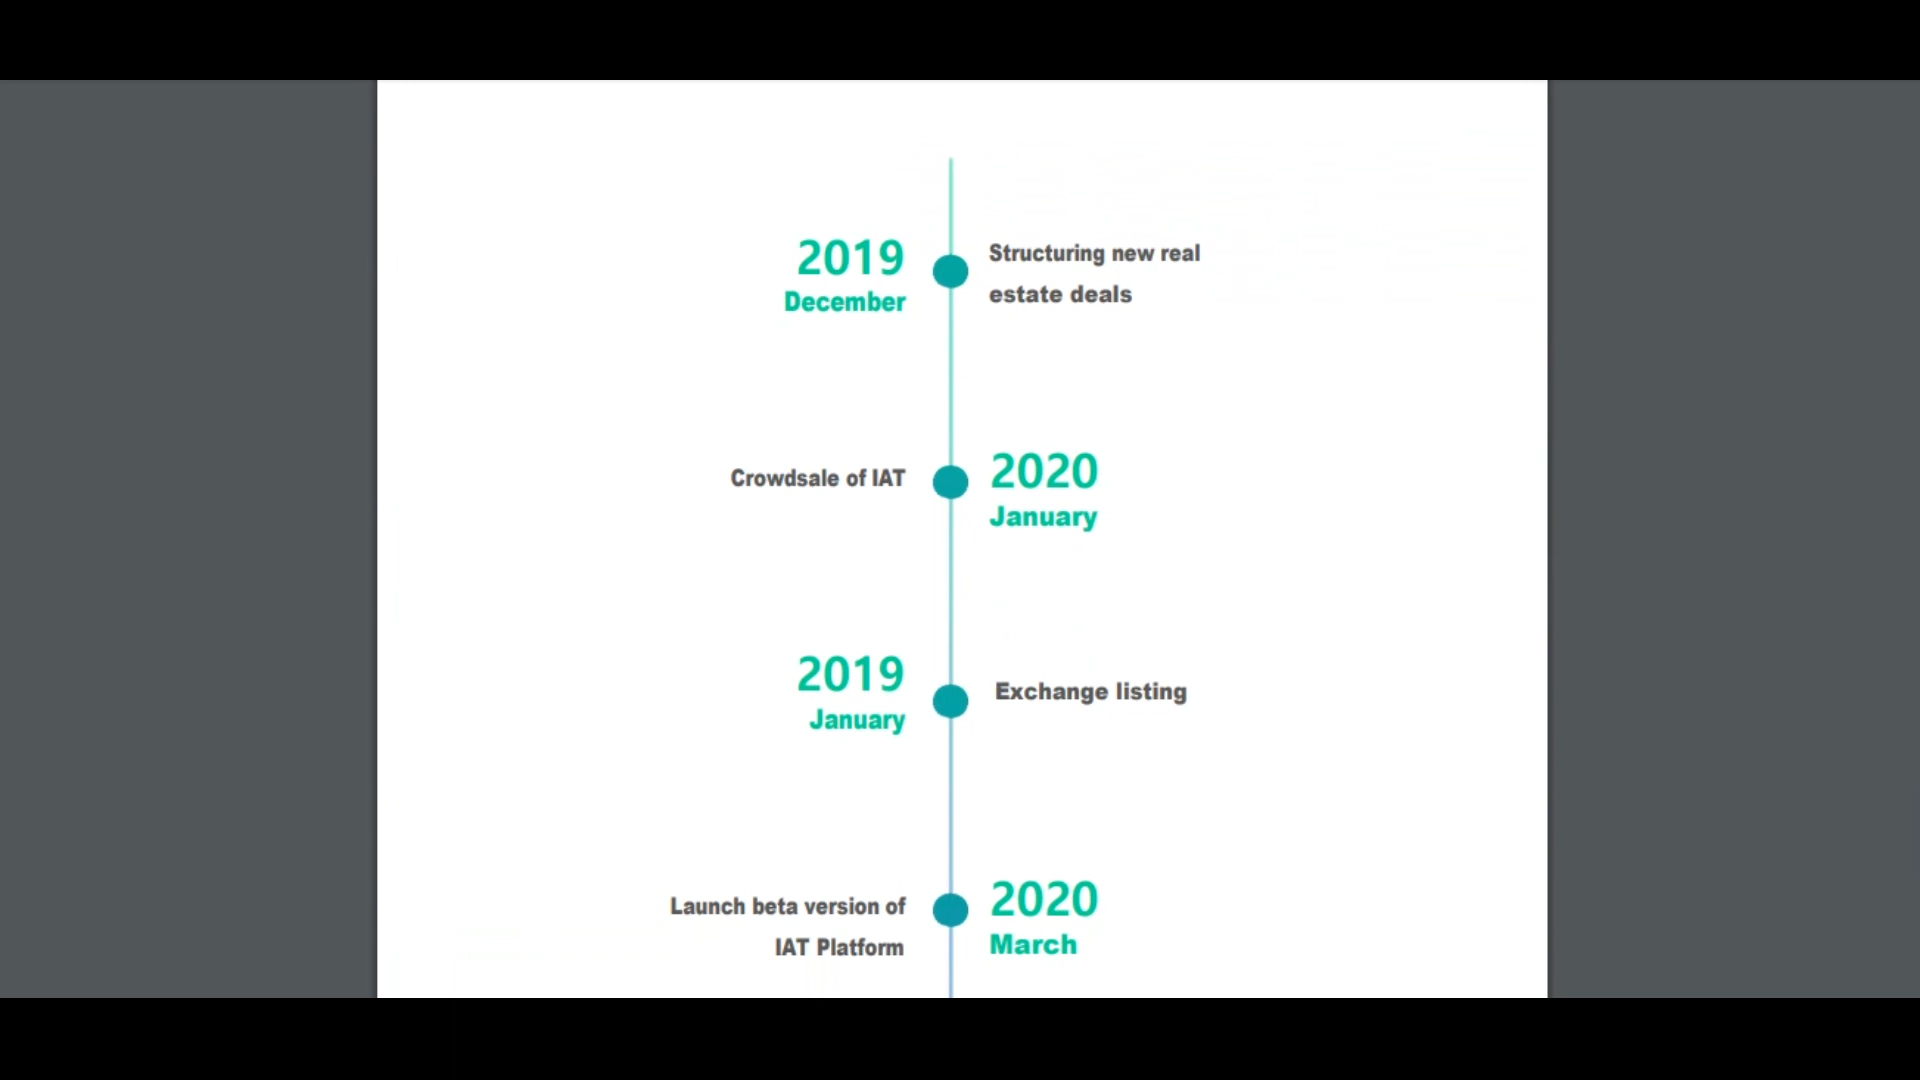 2019
December
Structuring new real
estate deals
Crowdsale of IAT
2020
January
2019
January
Exchange listing
Launch beta version of
IAT Platform
2020
March